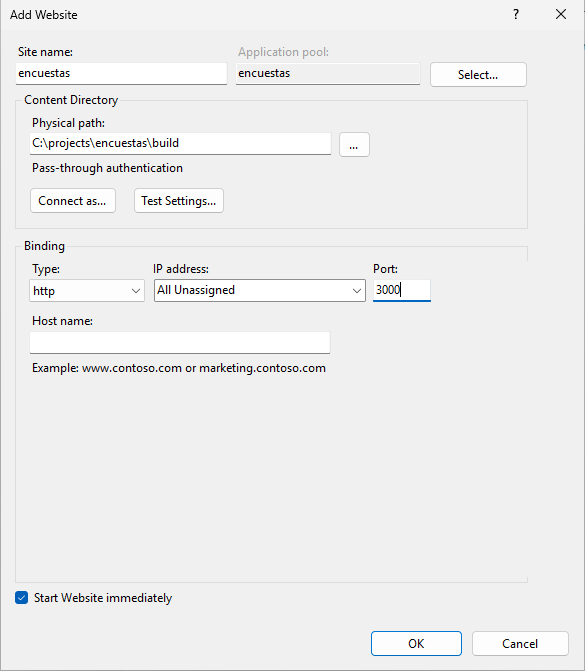 Add Website
?
Site name:
Application pool:
encuestas
encuestas
Select...
Content Directory
Physical path:
C:\projects\encuestas\build
...
Pass-through authentication
Connect as...
Test Settings...
Binding
Type:
IP address:
Port:
http
All Unassigned
3000
Host name:
Example: www.contoso.com or marketing.contoso.com
Start Website immediately
OK
Cancel